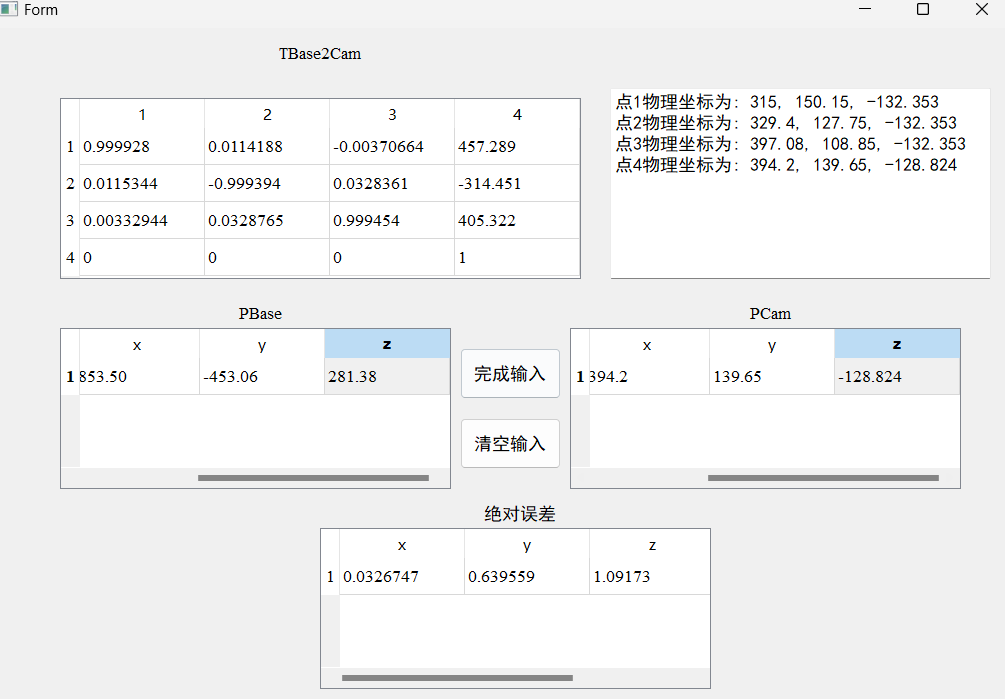 Form
TBase2Cam
1 2 3 4
1 0.999928 0.0114188 -0.00370664 457.289
2 0.0115344 -0.999394 0.0328361 -314.451
3 0.00332944 0.0328765 0.999454 405.322
4 0 0 0 1
点1物理坐标为: 315, 150.15, -132.353
点2物理坐标为: 329.4, 127.75, -132.353
点3物理坐标为: 397.08, 108.85, -132.353
点4物理坐标为: 394.2, 139.65, -128.824
PBase
x y z
1 853.50 -453.06 281.38
完成输入
清空输入
PCam
x y z
1 394.2 139.65 -128.824
绝对误差
x y z
1 0.0326747 0.639559 1.09173